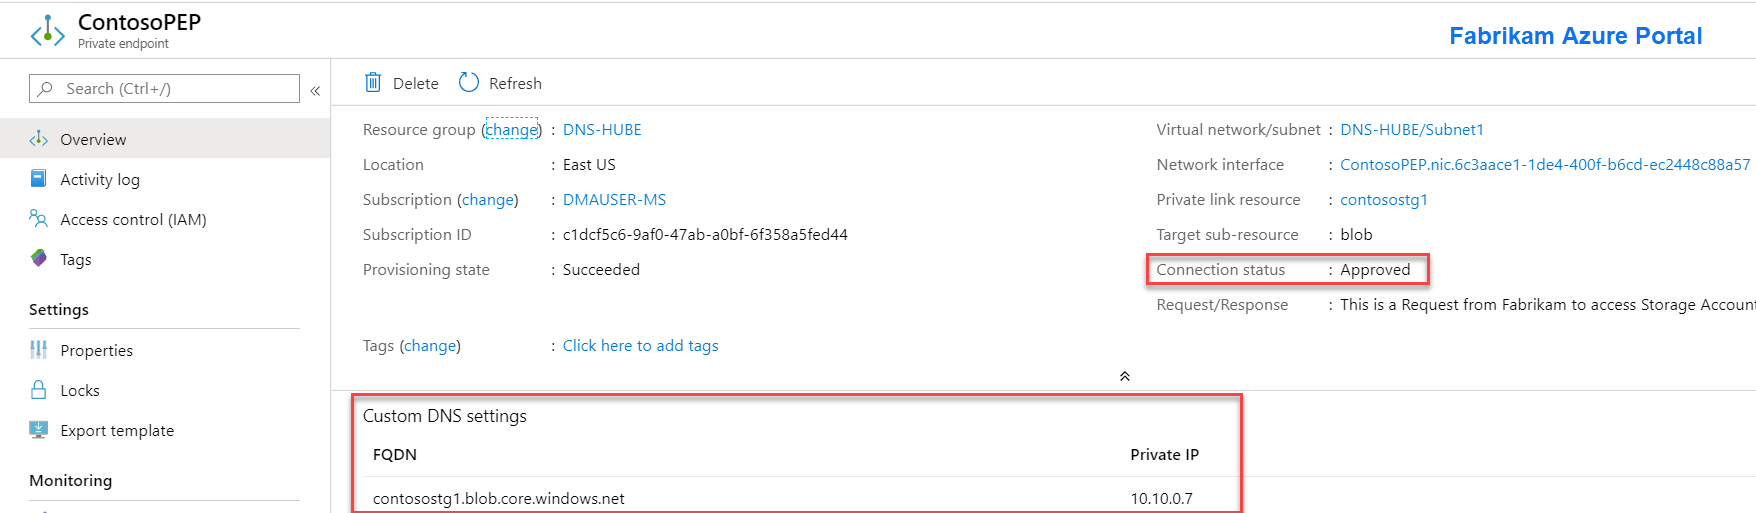 ContosoPEP
Private endpoint
Fabrikam Azure Portal
Search (Ctrl+/)
«
Overview
Activity log
Access control (IAM)
Tags
Settings
Properties
Locks
Export template
Monitoring
Delete
Refresh
Resource group (change) : DNS-HUBE
Location : East US
Subscription (change) : DMAUSER-MS
Subscription ID : c1dcf5c6-9af0-47ab-a0bf-6f358a5fed44
Provisioning state : Succeeded
Tags (change) : Click here to add tags
Virtual network/subnet : DNS-HUBE/Subnet1
Network interface : ContosoPEP.nic.6c3aace1-1de4-400f-b6cd-ec2448c88a57
Private link resource : contosostg1
Target sub-resource : blob
Connection status : Approved
Request/Response : This is a Request from Fabrikam to access Storage Account
Custom DNS settings
FQDN Private IP
contosostg1.blob.core.windows.net 10.10.0.7